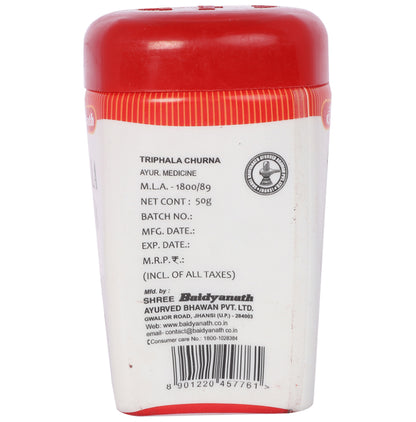 TRIPHALA CHURNA
AYUR. MEDICINE
M.L.A. - 1800/89
NET CONT : 50g
BATCH NO.:
MFG. DATE.:
EXP. DATE.:
M.R.P. ₹.:
(INCL. OF ALL TAXES)
Mfd. by :
SHREE Baidyanath
AYURVED BHAWAN PVT. LTD.
GWALIOR ROAD, JHANSI (U.P.) - 284003
Web: www.baidyanath.co.in
email- contact@baidyanath.co.in
Consumer care No.: 1800-1028384
8 901220 457761 >